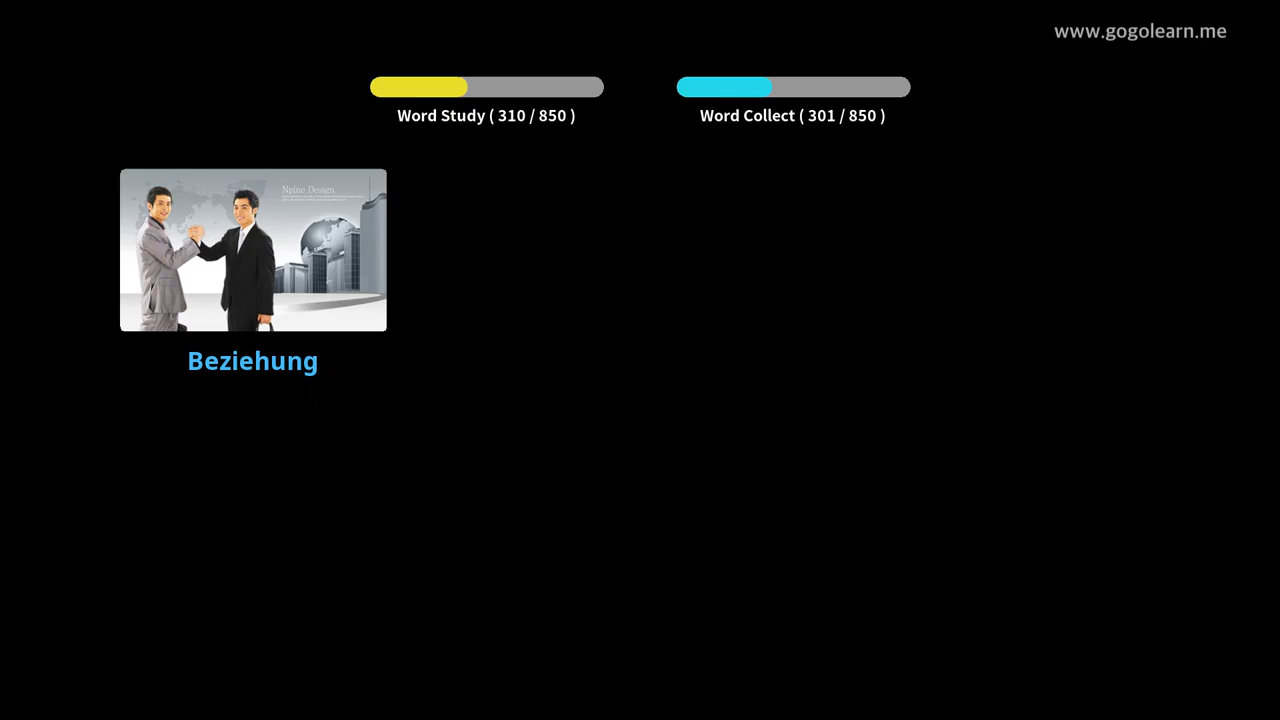 www.gogolearn.me
Word Study ( 310 / 850 )
Word Collect ( 301 / 850 )
Npine Design
Beziehung